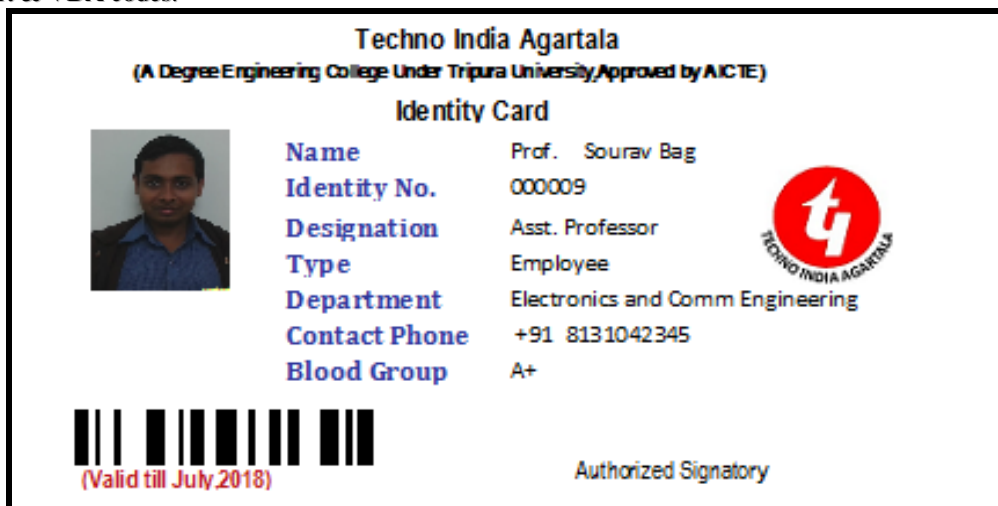 Techno India Agartala
(A Degree Engineering College Under Tripura University,Approved by AICTE)
Identity Card
Name Prof. Sourav Bag
Identity No. 000009
Designation Asst. Professor
Type Employee
Department Electronics and Comm Engineering
Contact Phone +91 8131042345
Blood Group A+
TECHNO INDIA AGARTALA
(Valid till July,2018)
Authorized Signatory